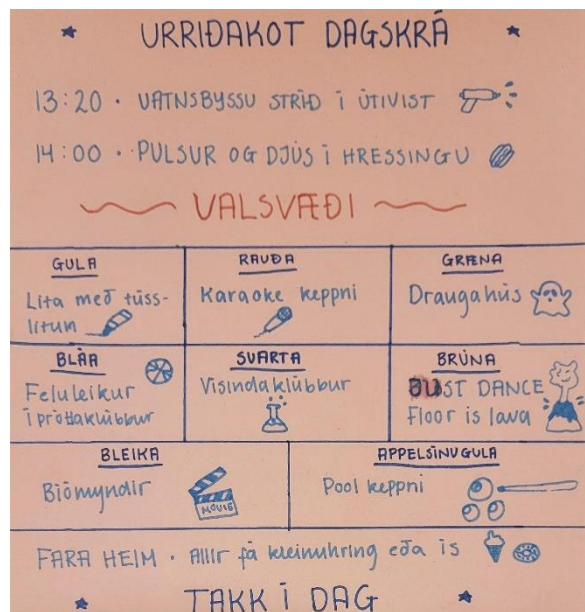 URRIÐAKOT DAGSKRÁ
13:20 · VATNSBYSSU STRÍÐ Í ÚTIVIST
14:00 · PULSUR OG DJÚS Í HRESSINGU
VALSVÆÐI
GULA
Lita með túss-
litun
RAUÐA
Karaoke keppni
GRÆNA
Draugahús
BLÁA
Feluleikur
Íþróttaklúbbur
SVARTA
Vísindaklúbbur
BRÚNA
JUST DANCE
Floor is lava
BLEIKA
Bíómyndir
MOVIE
APPELSÍNUGULA
Pool keppni
FARA HEIM · Allir fá kleinuhring eða ís
TAKK Í DAG